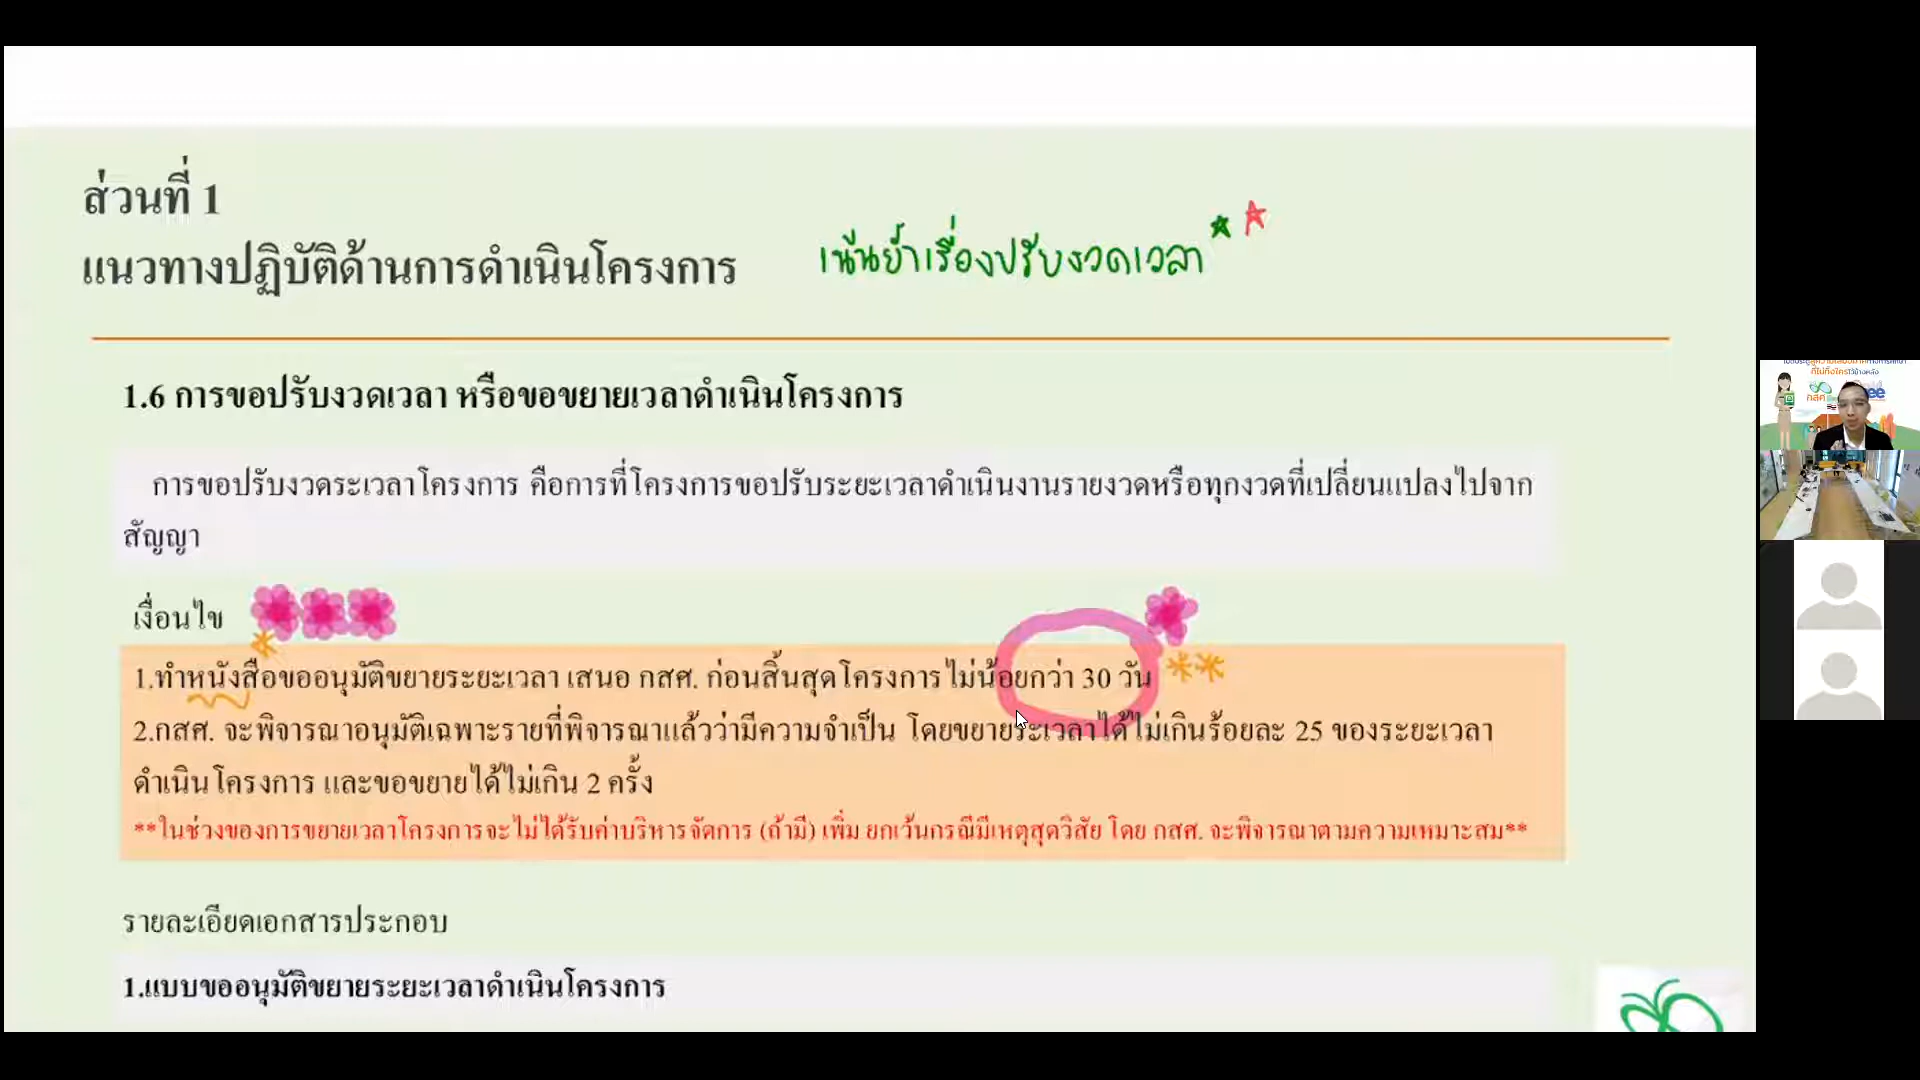 ส่วนที่ 1
แนวทางปฏิบัติด้านการดำเนินโครงการ
เน้นย้ำเรื่องปรับงวดเวลา
1.6 การขอปรับงวดเวลา หรือขอขยายเวลาดำเนินโครงการ
การขอปรับงวดระเวลาโครงการ คือการที่โครงการขอปรับระยะเวลาดำเนินงานรายงวดหรือทุกงวดที่เปลี่ยนแปลงไปจาก
สัญญา
เงื่อนไข
1.ทำหนังสือขออนุมัติขยายระยะเวลา เสนอ กสศ. ก่อนสิ้นสุดโครงการไม่น้อยกว่า 30 วัน
2.กสศ. จะพิจารณาอนุมัติเฉพาะรายที่พิจารณาแล้วว่ามีความจำเป็น โดยขยายระเวลาได้ไม่เกินร้อยละ 25 ของระยะเวลา
ดำเนินโครงการ และขอขยายได้ไม่เกิน 2 ครั้ง
**ในช่วงของการขยายเวลาโครงการจะไม่ได้รับค่าบริหารจัดการ (ถ้ามี) เพิ่ม ยกเว้นกรณีมีเหตุสุดวิสัย โดย กสศ. จะพิจารณาตามความเหมาะสม**
รายละเอียดเอกสารประกอบ
1.แบบขออนุมัติขยายระยะเวลาดำเนินโครงการ
ที่ไม่ทิ้งใครไว้ข้างหลัง
กสศ
ee